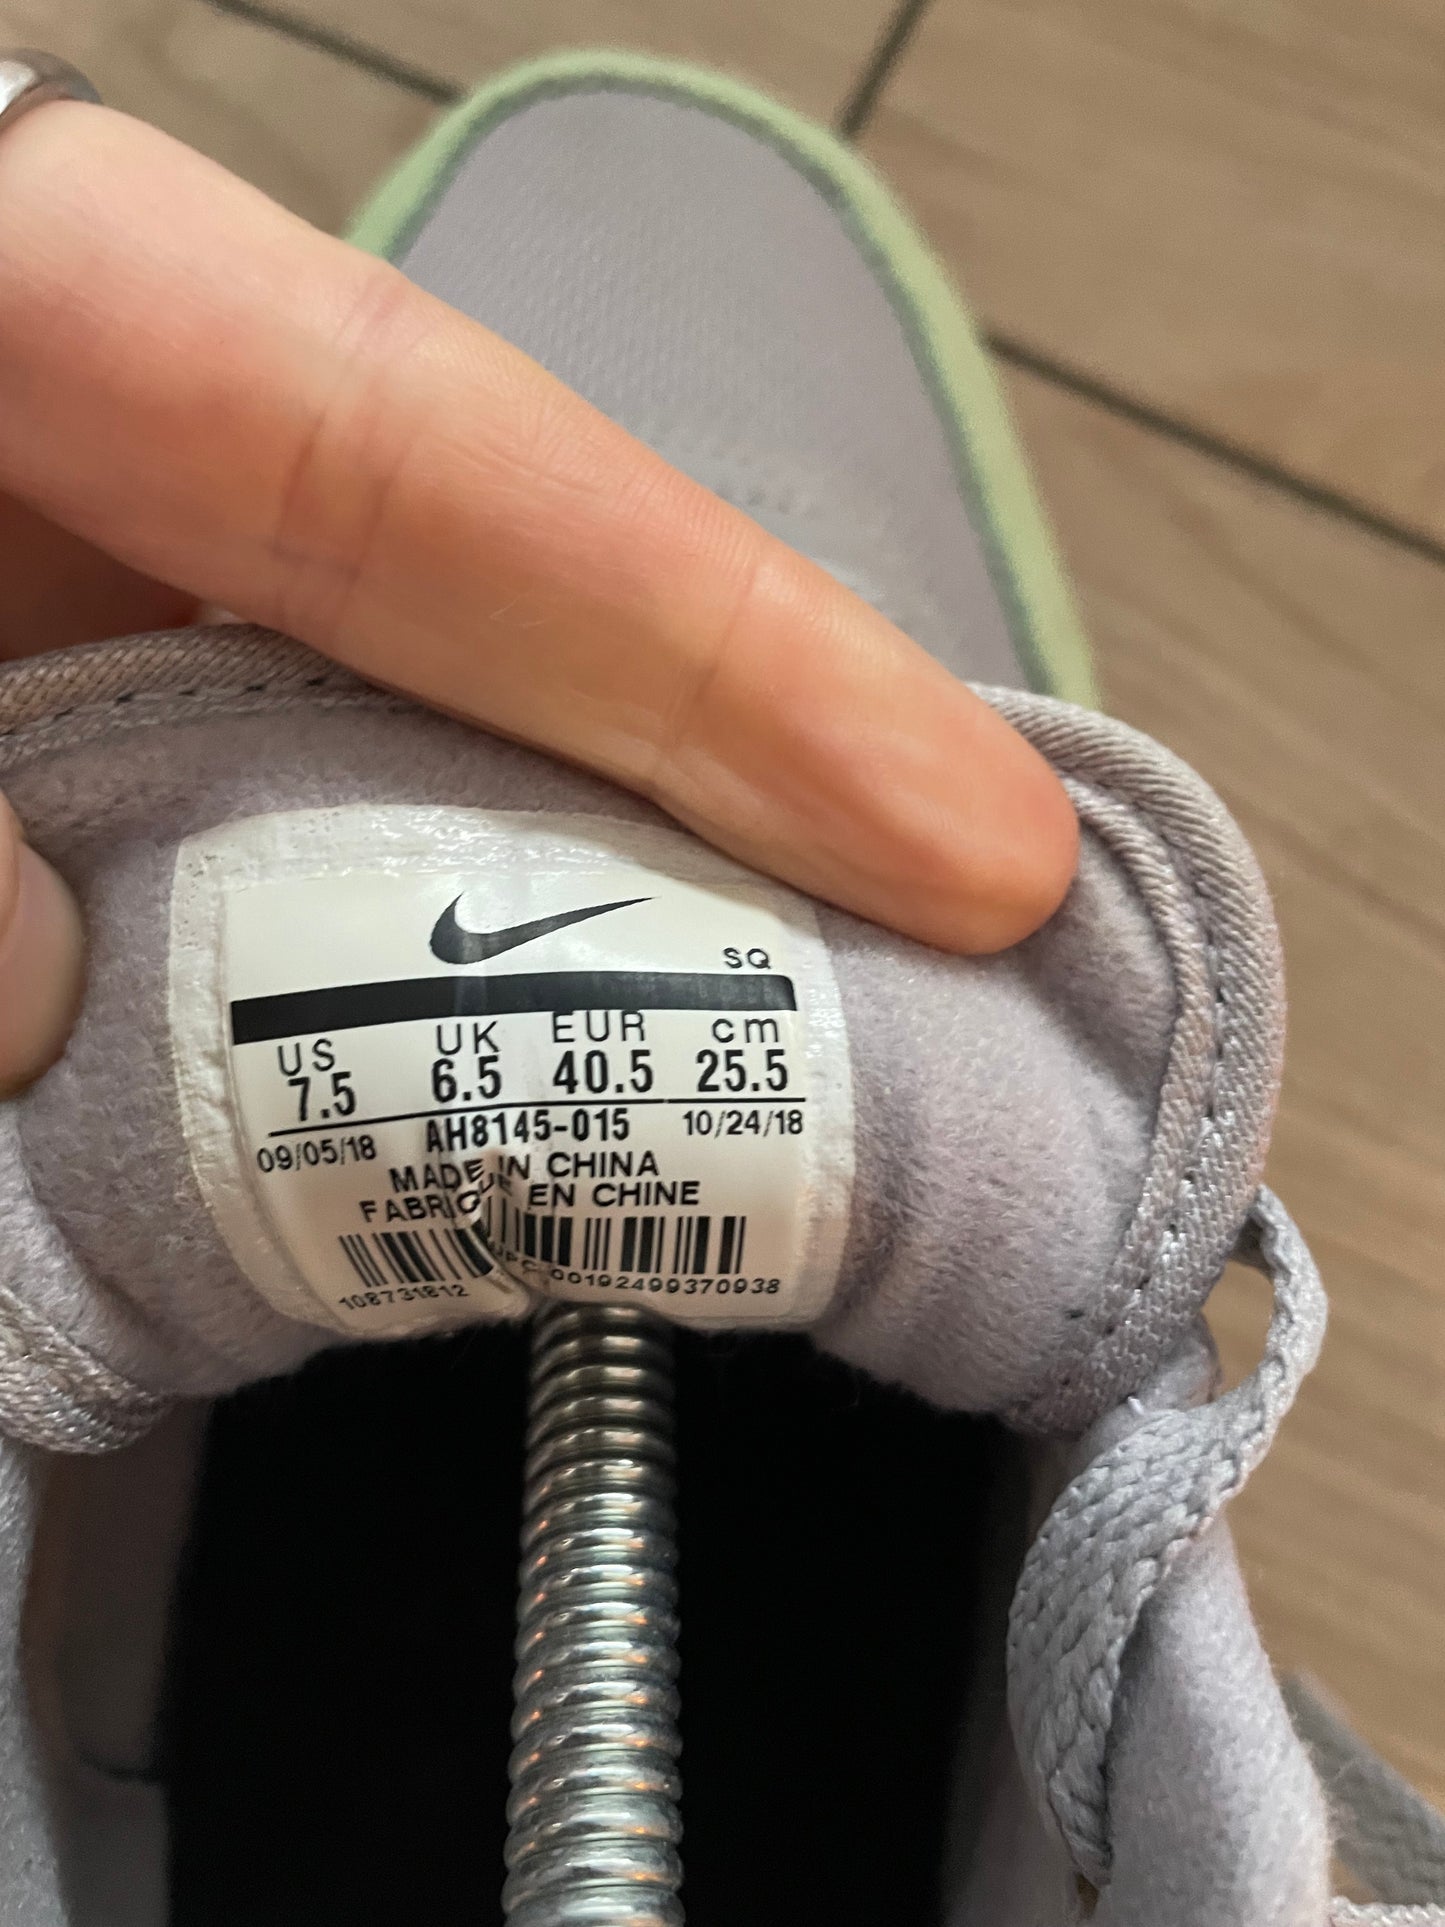 SQ
US UK EUR cm
7.5 6.5 40.5 25.5
09/05/18 AH8145-015 10/24/18
MADE IN CHINA
FABRIQUE EN CHINE
108731812 UPC 00192499370938